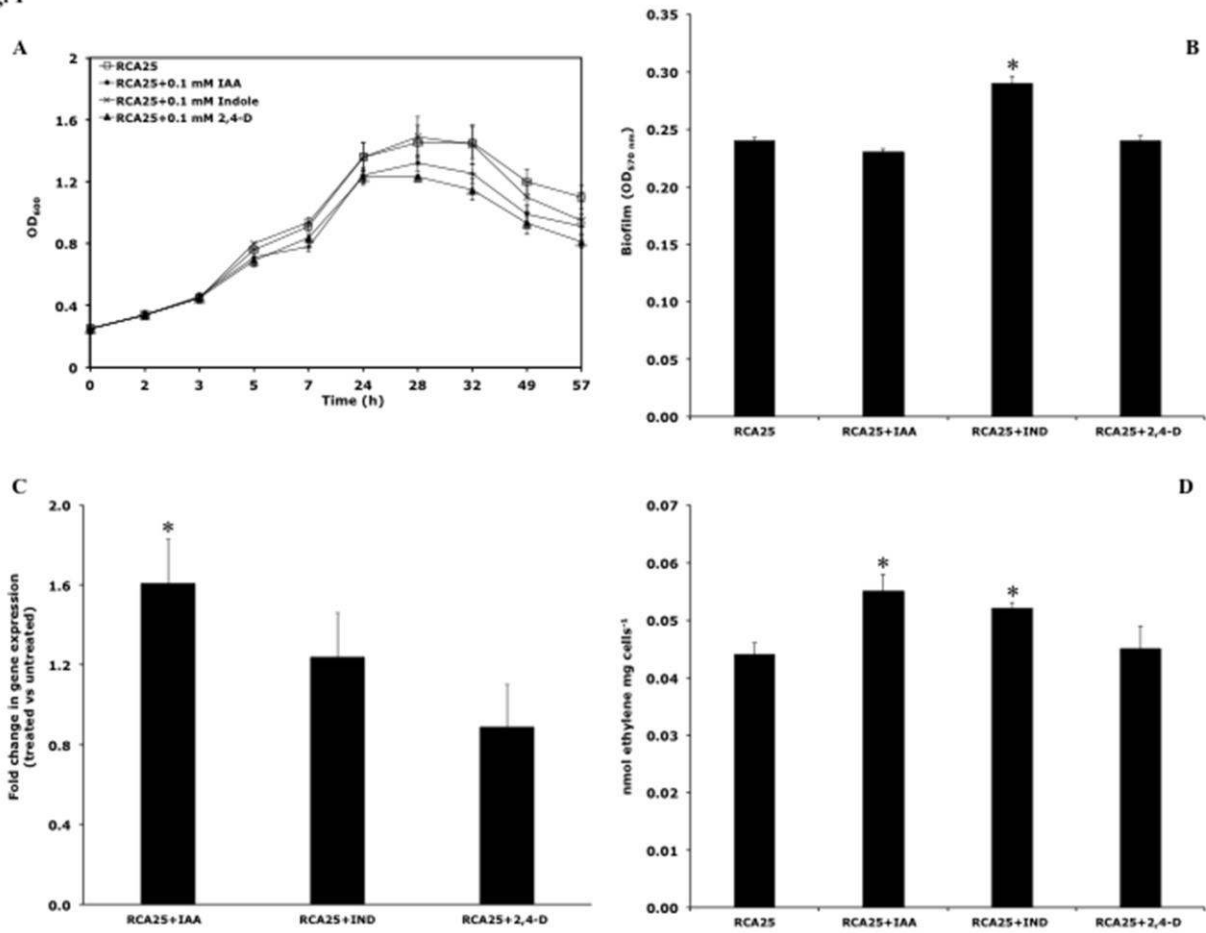 A
2
1.6
1.2
0.8
0.4
0
OD600
RCA25
RCA25+0.1 mM IAA
RCA25+0.1 mM Indole
RCA25+0.1 mM 2,4-D
0 2 3 5 7 24 28 32 49 57
Time (h)
B
0.35
0.30
0.25
0.20
0.15
0.10
0.05
0.00
Biofilm (OD570 nm)
*
RCA25 RCA25+IAA RCA25+IND RCA25+2,4-D
C
2.0
1.6
1.2
0.8
0.4
0.0
Fold change in gene expression
(treated vs untreated)
*
RCA25+IAA RCA25+IND RCA25+2,4-D
D
0.07
0.06
0.05
0.04
0.03
0.02
0.01
0.00
nmol ethylene mg cells-1
* *
RCA25 RCA25+IAA RCA25+IND RCA25+2,4-D